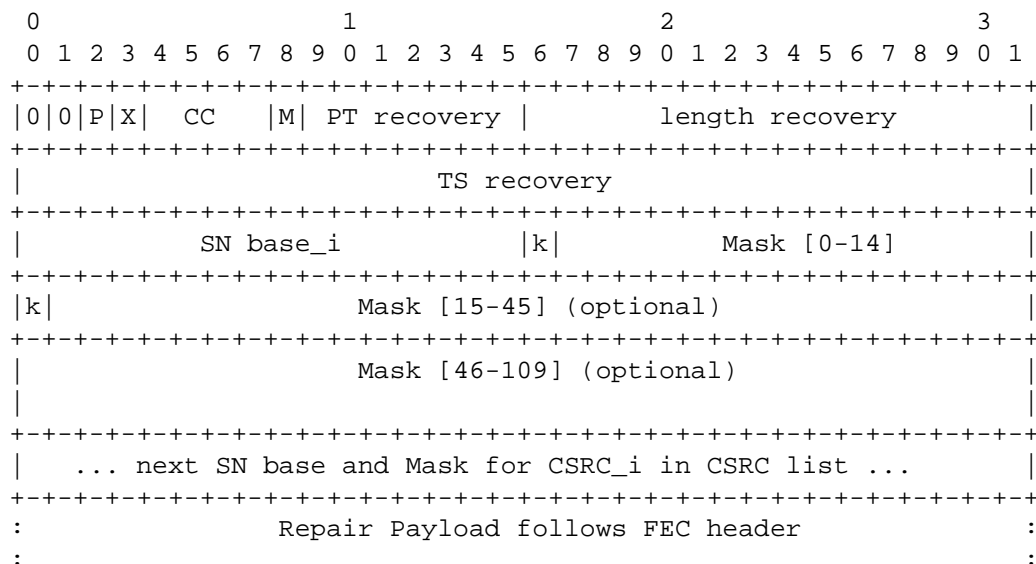 0                   1                   2                   3
 0 1 2 3 4 5 6 7 8 9 0 1 2 3 4 5 6 7 8 9 0 1 2 3 4 5 6 7 8 9 0 1
+-+-+-+-+-+-+-+-+-+-+-+-+-+-+-+-+-+-+-+-+-+-+-+-+-+-+-+-+-+-+-+-+
|0|0|P|X|  CC   |M| PT recovery |        length recovery        |
+-+-+-+-+-+-+-+-+-+-+-+-+-+-+-+-+-+-+-+-+-+-+-+-+-+-+-+-+-+-+-+-+
|                          TS recovery                          |
+-+-+-+-+-+-+-+-+-+-+-+-+-+-+-+-+-+-+-+-+-+-+-+-+-+-+-+-+-+-+-+-+
|           SN base_i           |k|          Mask [0-14]        |
+-+-+-+-+-+-+-+-+-+-+-+-+-+-+-+-+-+-+-+-+-+-+-+-+-+-+-+-+-+-+-+-+
|k|                   Mask [15-45] (optional)                   |
+-+-+-+-+-+-+-+-+-+-+-+-+-+-+-+-+-+-+-+-+-+-+-+-+-+-+-+-+-+-+-+-+
|                     Mask [46-109] (optional)                  |
|                                                               |
+-+-+-+-+-+-+-+-+-+-+-+-+-+-+-+-+-+-+-+-+-+-+-+-+-+-+-+-+-+-+-+-+
|   ... next SN base and Mask for CSRC_i in CSRC list ...       |
+-+-+-+-+-+-+-+-+-+-+-+-+-+-+-+-+-+-+-+-+-+-+-+-+-+-+-+-+-+-+-+-+
:                Repair Payload follows FEC header              :
:                                                               :